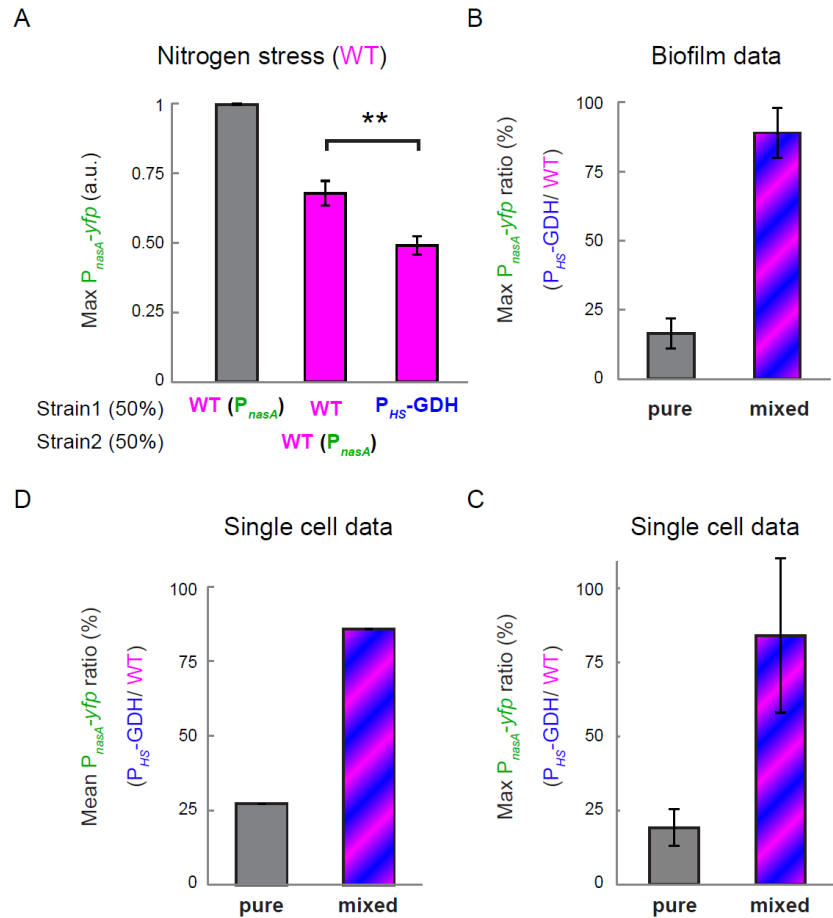 A
Nitrogen stress (WT)
Max PnasA-yfp (a.u.)
1
0.75
0.50
0.25
0
**
Strain1 (50%) WT (PnasA) WT PHS-GDH
Strain2 (50%) WT (PnasA)
B
Biofilm data
Max PnasA-yfp ratio (%)
(PHS-GDH/ WT)
100
75
50
25
0
pure mixed
D
Single cell data
Mean PnasA-yfp ratio (%)
(PHS-GDH/ WT)
100
75
50
25
0
pure mixed
C
Single cell data
Max PnasA-yfp ratio (%)
(PHS-GDH/ WT)
100
75
50
25
0
pure mixed